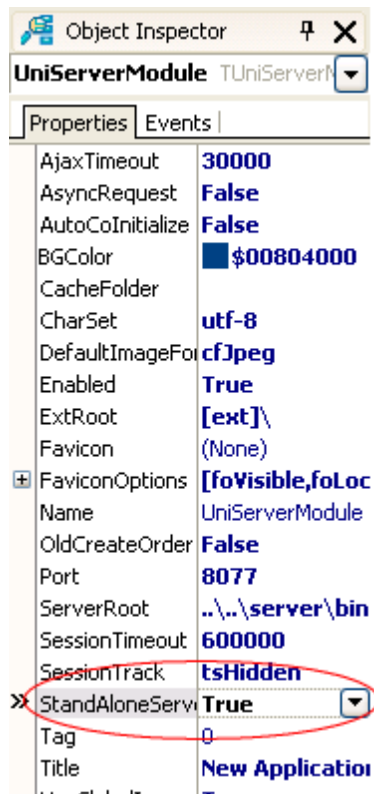 Object Inspector
UniServerModule TUniServerM
Properties Events
AjaxTimeout 30000
AsyncRequest False
AutoCoInitialize False
BGColor $00804000
CacheFolder
CharSet utf-8
DefaultImageFor cfJpeg
Enabled True
ExtRoot [ext]\
Favicon (None)
FaviconOptions [foVisible,foLoc
Name UniServerModule
OldCreateOrder False
Port 8077
ServerRoot ..\..\server\bin
SessionTimeout 600000
SessionTrack tsHidden
StandAloneServ True
Tag 0
Title New Application